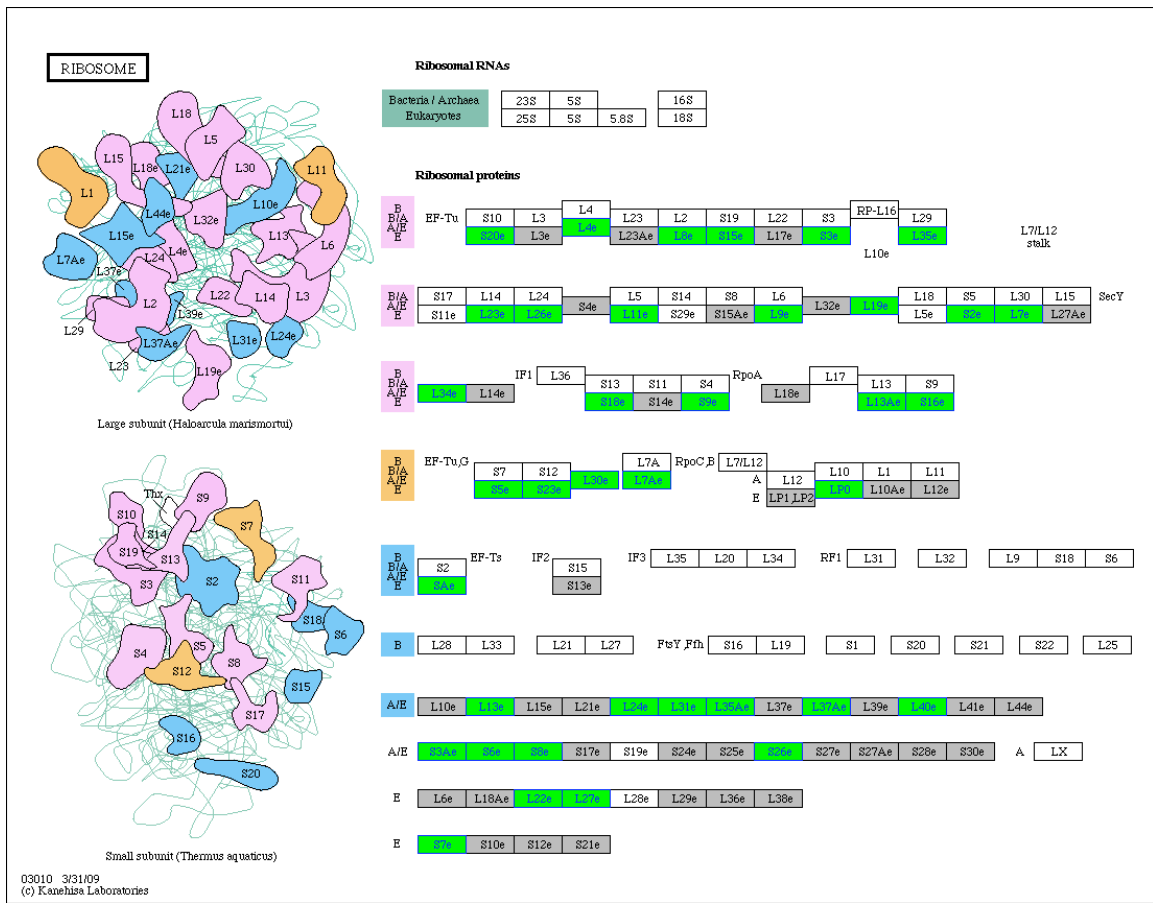 RIBOSOME
L18
L5
L15
L18e
L21e
L30
L11
L1
L44e
L10e
L32e
L15e
L13
L6
L4e
L7Ae
L24
L37e
L2
L22
L14
L3
L39e
L29
L37Ae
L31e
L24e
L23
L19e
Large subunit (Haloarcula marismortui)
Thx
S9
S10
S14
S7
S19
S13
S3
S2
S11
S18
S6
S4
S5
S8
S12
S15
S17
S16
S20
Small subunit (Thermus aquaticus)
03010 3/31/09
(c) Kanehisa Laboratories
Ribosomal RNAs
Bacteria / Archaea 23S 5S 16S
Eukaryotes 25S 5S 5.8S 18S
Ribosomal proteins
B L4 RP-L16
B/A EF-Tu S10 L3 L23 L2 S19 L22 S3 L29
A/E S20e L3e L4e L23Ae L8e S15e L17e S3e L35e L7/L12
E L10e stalk
B/A S17 L14 L24 L5 S14 S8 L6 L18 S5 L30 L15 SecY
A/E S4e L32e L19e
E S11e L23e L26e L11e S29e S15Ae L9e L5e S2e L7e L27Ae
B IF1 L36 RpoA L17
B/A S13 S11 S4 L13 S9
A/E L34e L14e L18e
E S18e S14e S9e L13Ae S16e
B EF-Tu,G L7A RpoC,B L7/L12
B/A S7 S12 L10 L1 L11
A/E L30e L7Ae A L12
E S5e S23e E LP1,LP2 LP0 L10Ae L12e
B EF-Ts IF2 IF3 L35 L20 L34 RF1 L31 L32 L9 S18 S6
B/A S2 S15
A/E
E SAe S13e
B L28 L33 L21 L27 FtsY,Ffh S16 L19 S1 S20 S21 S22 L25
A/E L10e L13e L15e L21e L24e L31e L35Ae L37e L37Ae L39e L40e L41e L44e
A/E S3Ae S6e S8e S17e S19e S24e S25e S26e S27e S27Ae S28e S30e A LX
E L6e L18Ae L22e L27e L28e L29e L36e L38e
E S7e S10e S12e S21e